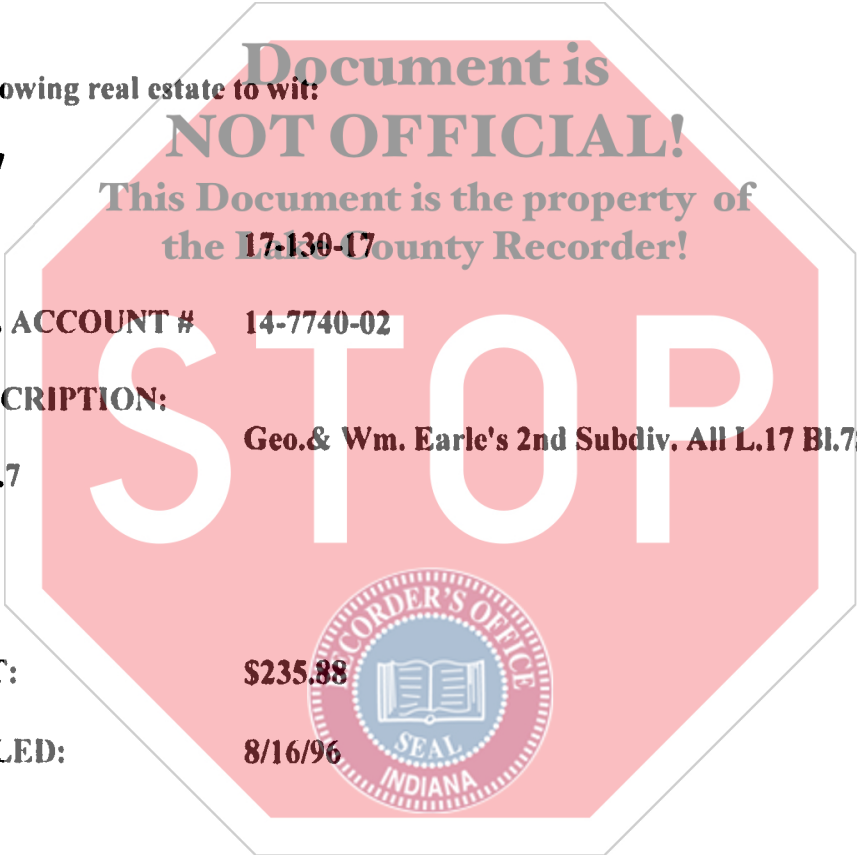 Document is
owing real estate to wit:
NOT OFFICIAL!
This Document is the property of
the Lake County Recorder!
17-130-17
ACCOUNT # 14-7740-02
CRIPTION:
Geo.& Wm. Earle's 2nd Subdiv. All L.17 Bl.7
.7
STOP
T: $235.88
LED: 8/16/96
RECORDER'S OFFICE
SEAL
INDIANA